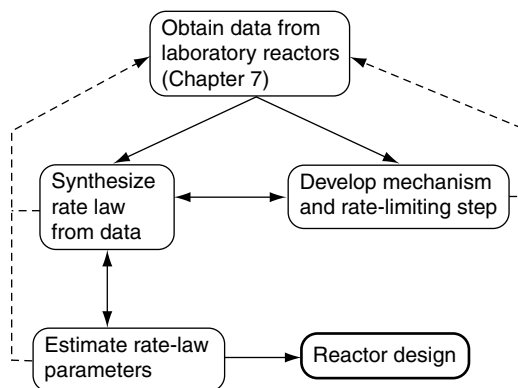 Obtain data from
laboratory reactors
(Chapter 7)
Synthesize
rate law
from data
Develop mechanism
and rate-limiting step
Estimate rate-law
parameters
Reactor design